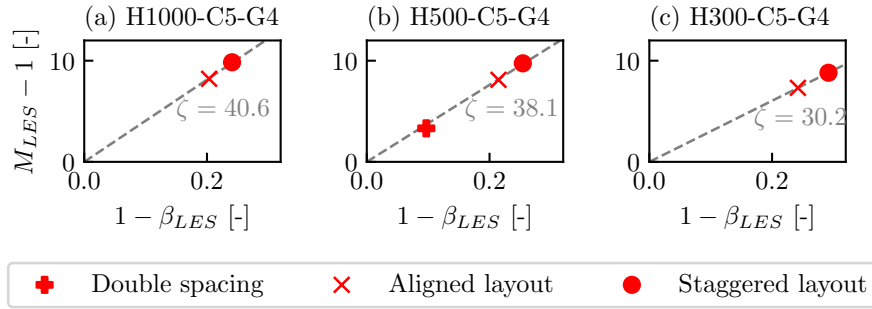 (a) H1000-C5-G4
(b) H500-C5-G4
(c) H300-C5-G4
M_{LES} − 1 [-]
10
0
ζ = 40.6
0.0
0.2
1 − β_{LES} [-]
10
0
ζ = 38.1
0.0
0.2
1 − β_{LES} [-]
10
0
ζ = 30.2
0.0
0.2
1 − β_{LES} [-]
Double spacing
Aligned layout
Staggered layout